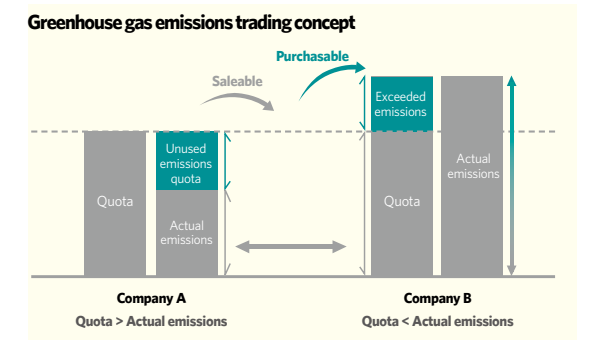 Greenhouse gas emissions trading concept
Purchasable
Saleable
Exceeded
emissions
Unused
emissions
quota
Actual
emissions
Quota
Quota
Actual
emissions
Company A
Company B
Quota > Actual emissions
Quota < Actual emissions